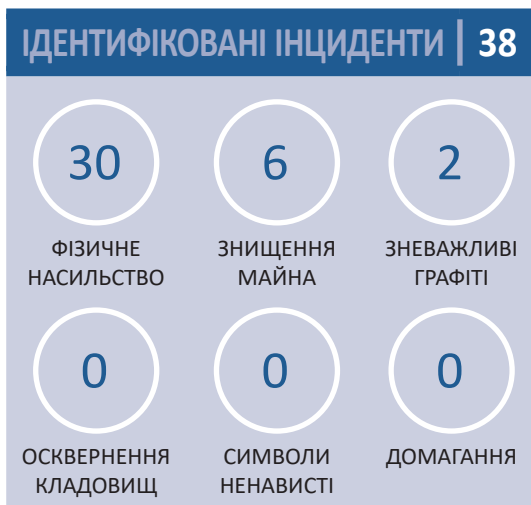 ІДЕНТИФІКОВАНІ ІНЦИДЕНТИ | 38
30 6 2
ФІЗИЧНЕ ЗНИЩЕННЯ ЗНЕВАЖЛИВІ
НАСИЛЬСТВО МАЙНА ГРАФІТІ
0 0 0
ОСКВЕРНЕННЯ СИМВОЛИ ДОМАГАННЯ
КЛАДОВИЩ НЕНАВИСТІ